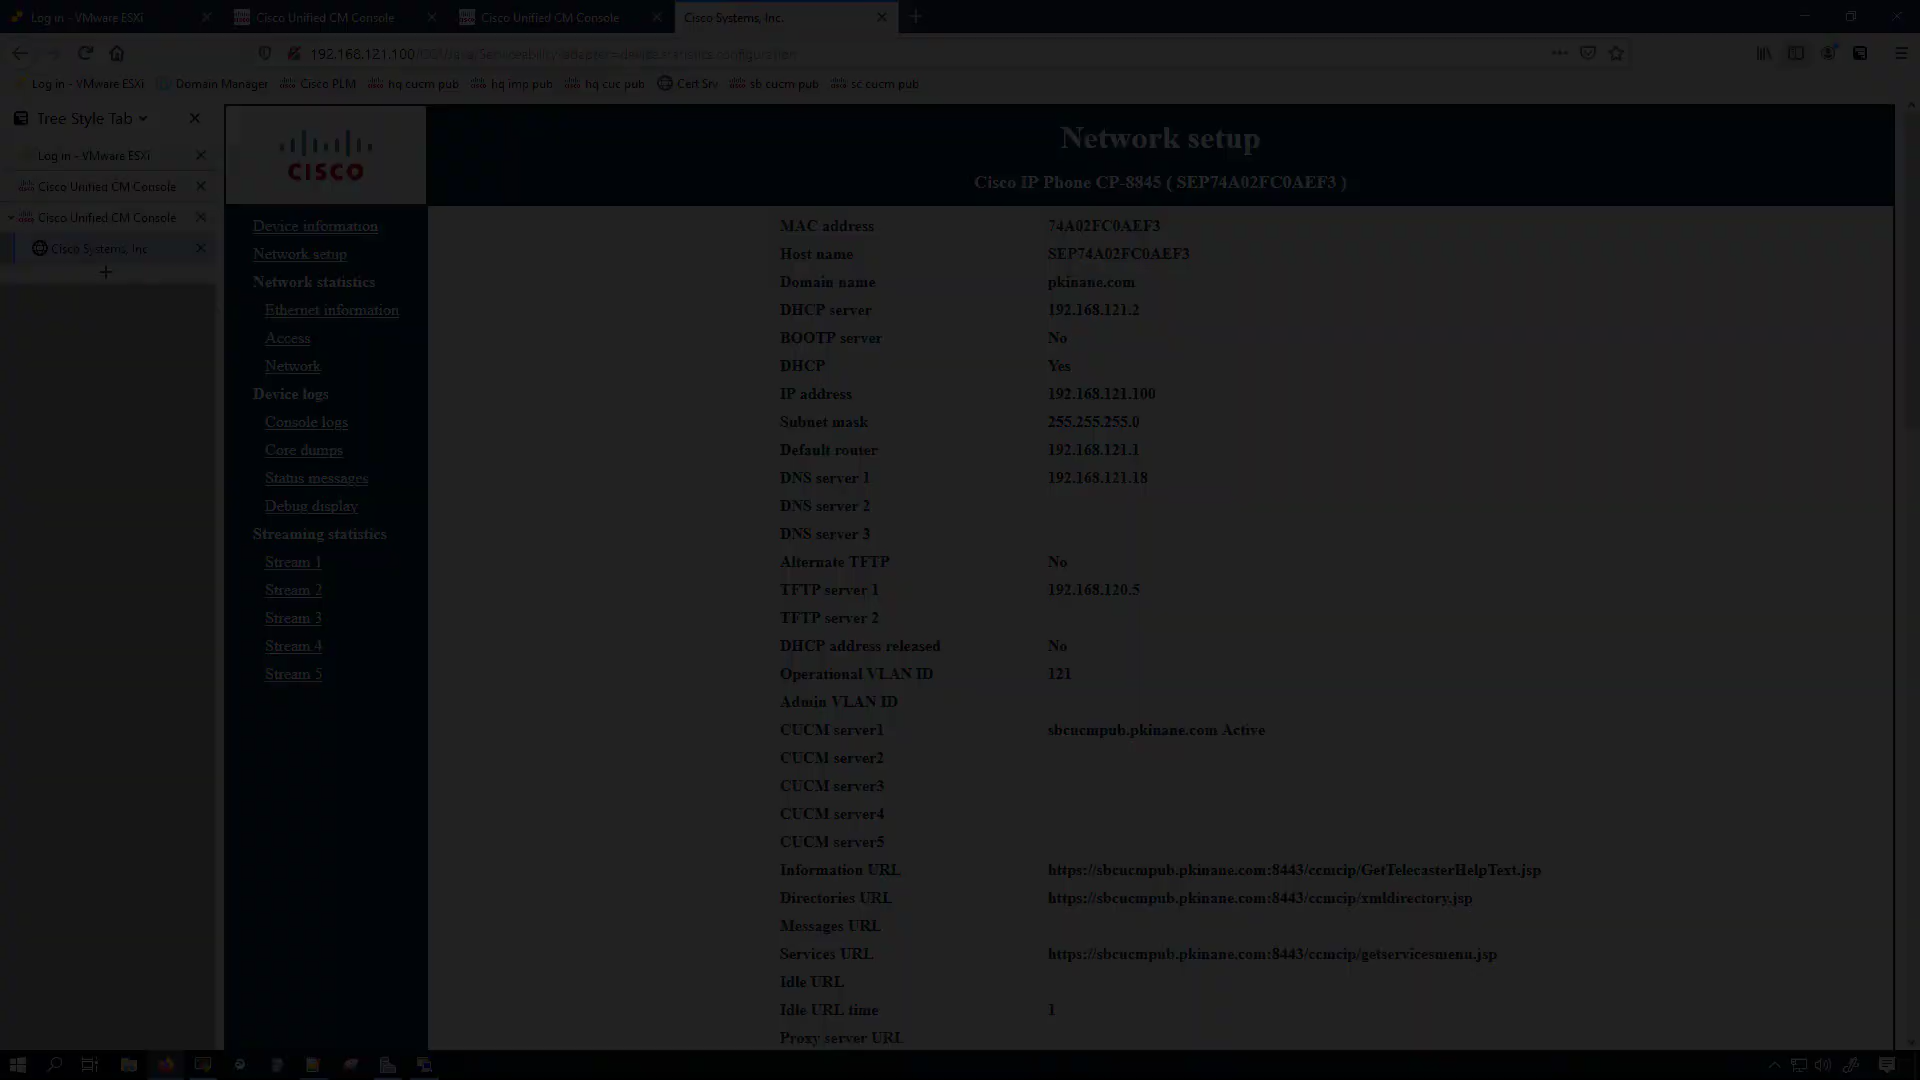 Log in - VMware ESXi
Cisco Unified CM Console
Cisco Unified CM Console
Cisco Systems, Inc.
192.168.121.100
Log in - VMware ESXi
Domain Manager
Cisco PLM
hq cucm pub
hq imp pub
hq cuc pub
Cert Srv
sb cucm pub
sc cucm pub
Tree Style Tab
Log in - VMware ESXi
Cisco Unified CM Console
Cisco Unified CM Console
Cisco Systems, Inc.
CISCO
Network setup
Cisco IP Phone CP-8845 ( SEP74A02FC0AEF3 )
Device information
Network setup
Network statistics
Ethernet information
Access
Network
Device logs
Console logs
Core dumps
Status messages
Debug display
Streaming statistics
Stream 1
Stream 2
Stream 3
Stream 4
Stream 5
MAC address 74A02FC0AEF3
Host name SEP74A02FC0AEF3
Domain name pkinane.com
DHCP server 192.168.121.2
BOOTP server No
DHCP Yes
IP address 192.168.121.100
Subnet mask 255.255.255.0
Default router 192.168.121.1
DNS server 1 192.168.121.18
DNS server 2
DNS server 3
Alternate TFTP No
TFTP server 1 192.168.120.5
TFTP server 2
DHCP address released No
Operational VLAN ID 121
Admin VLAN ID
CUCM server1 sbcucmpub.pkinane.com Active
CUCM server2
CUCM server3
CUCM server4
CUCM server5
Information URL https://sbcucmpub.pkinane.com:8443/ccmcip/GetTelecasterHelpText.jsp
Directories URL https://sbcucmpub.pkinane.com:8443/ccmcip/xmldirectory.jsp
Messages URL
Services URL https://sbcucmpub.pkinane.com:8443/ccmcip/getservicesmenu.jsp
Idle URL
Idle URL time 1
Proxy server URL